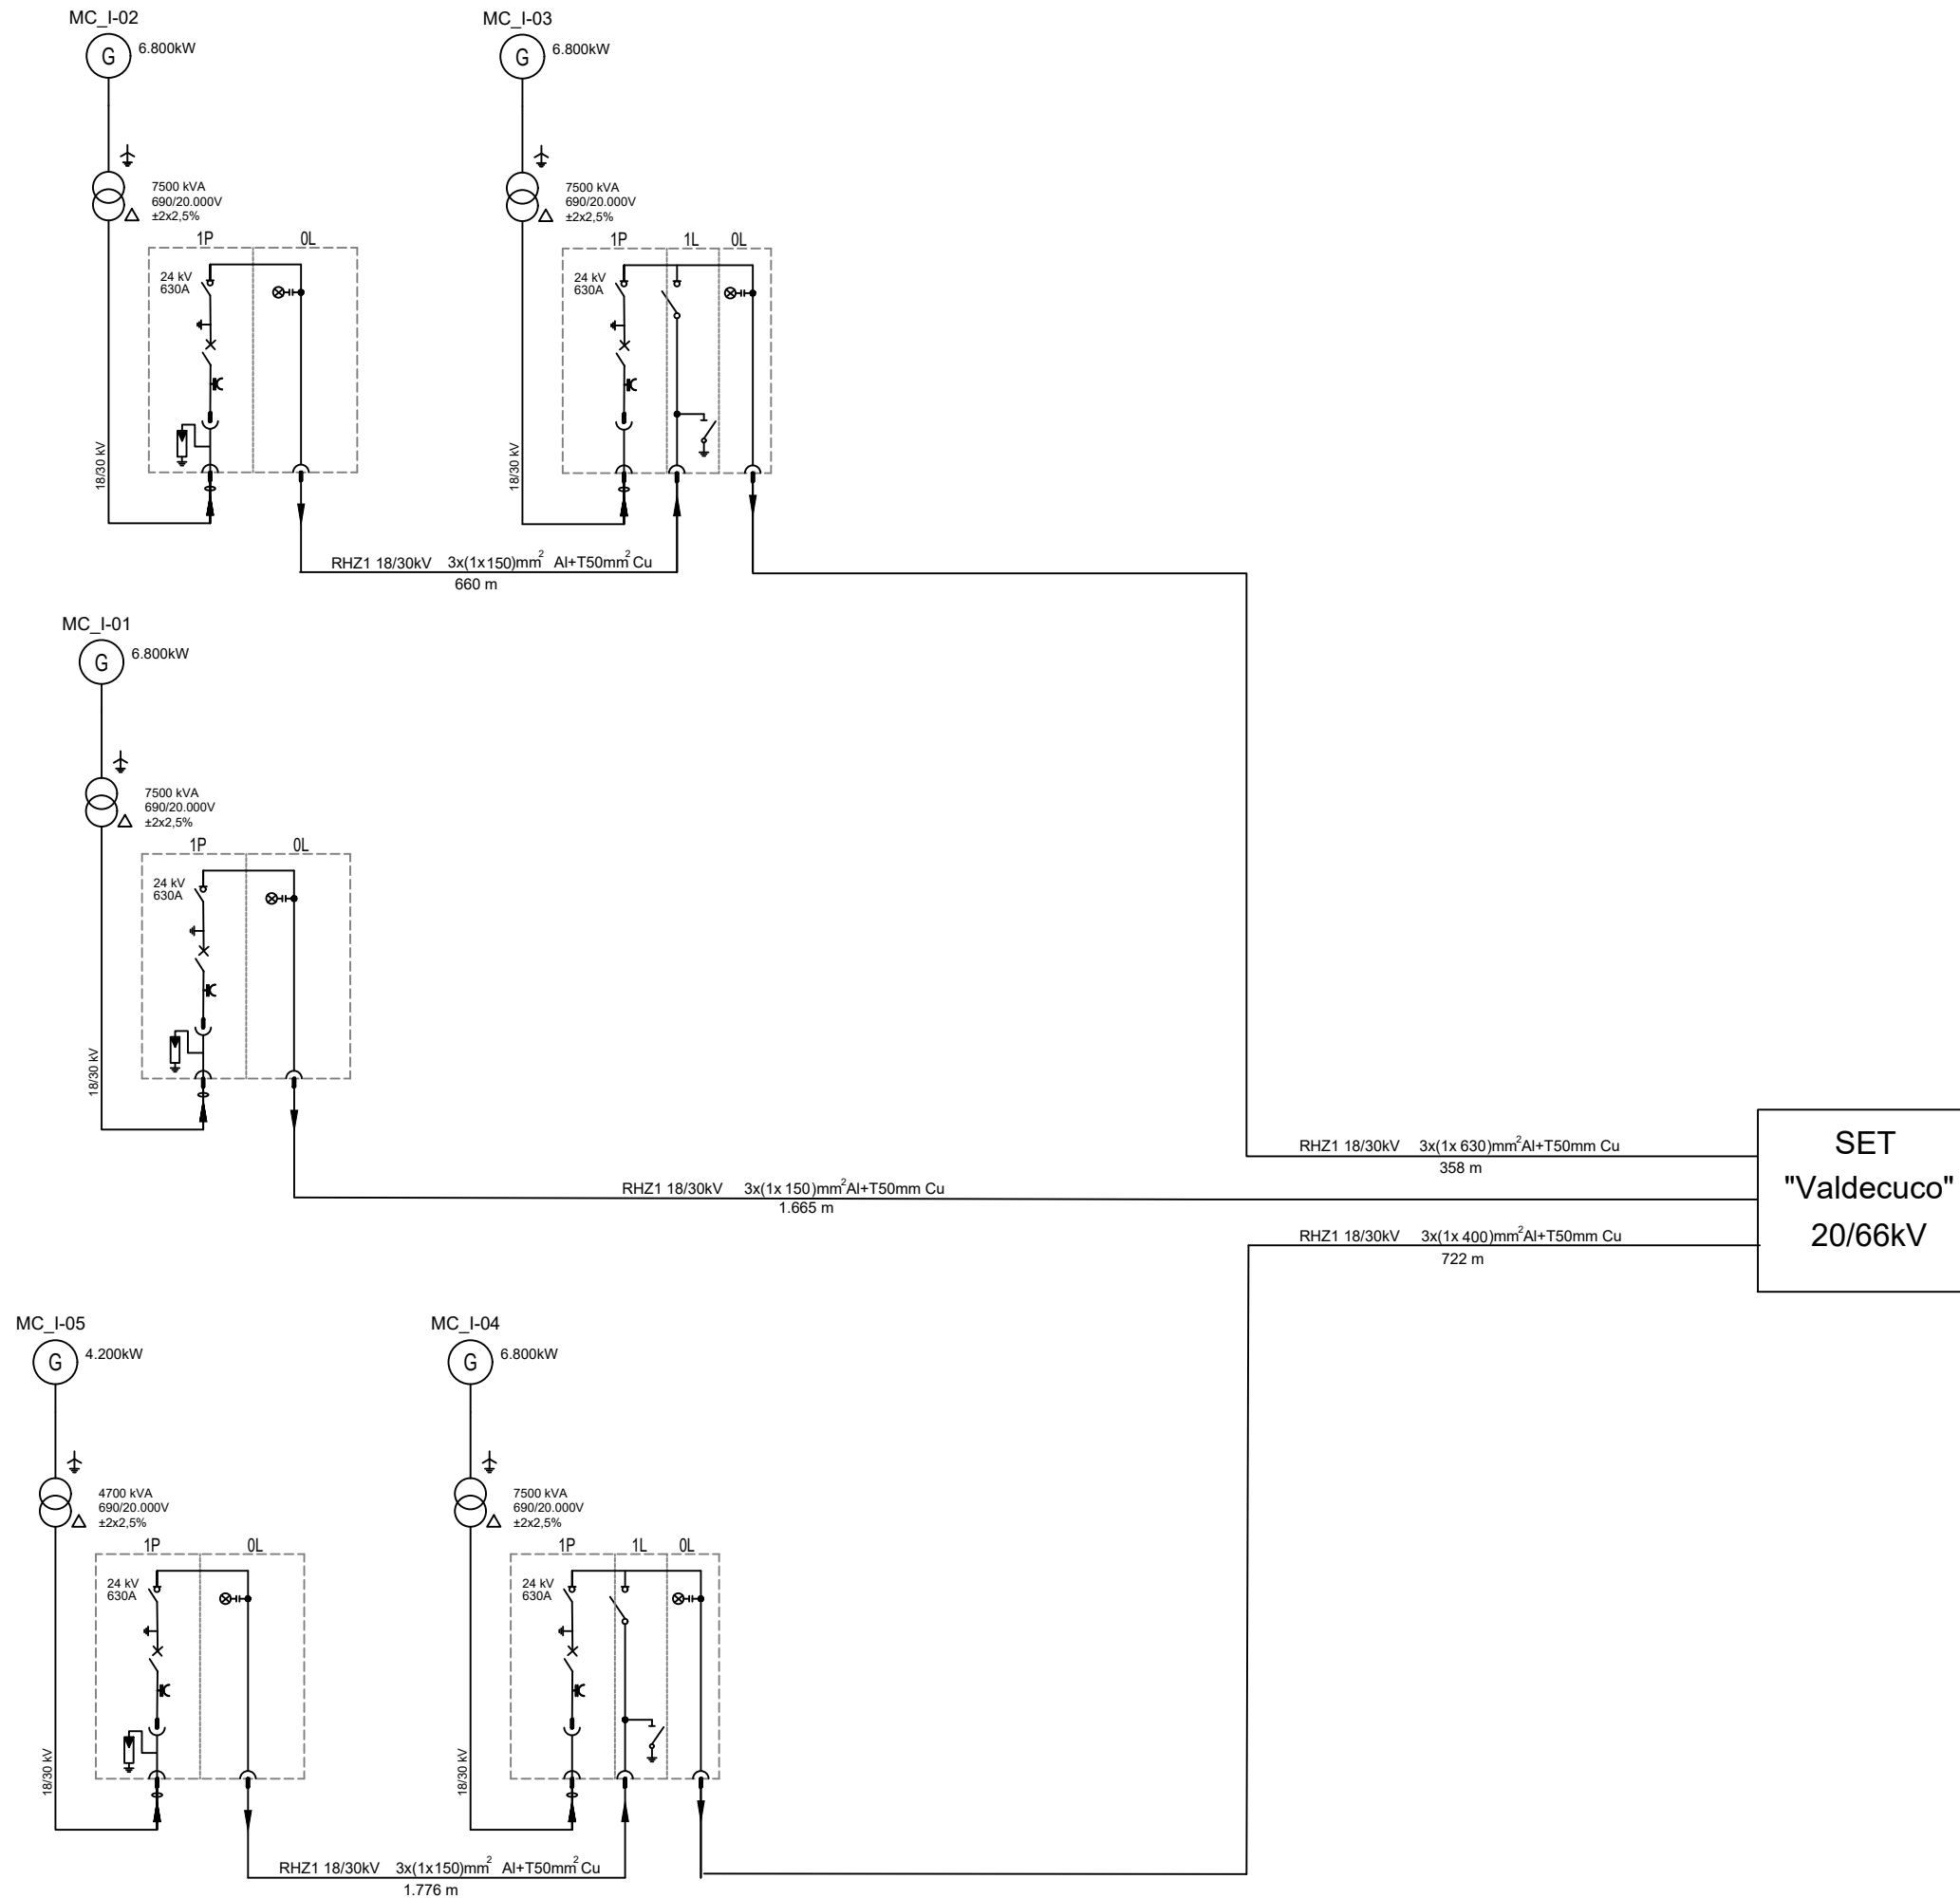 MC_I-02
G
6.800kW
7500 kVA
690/20.000V
±2x2,5%
1P 0L
24 kV
630A
18/30 kV
MC_I-03
G
6.800kW
7500 kVA
690/20.000V
±2x2,5%
1P 1L 0L
24 kV
630A
18/30 kV
RHZ1 18/30kV 3x(1x150)mm² Al+T50mm² Cu
660 m
MC_I-01
G
6.800kW
7500 kVA
690/20.000V
±2x2,5%
1P 0L
24 kV
630A
18/30 kV
RHZ1 18/30kV 3x(1x 630)mm²Al+T50mm Cu
358 m
RHZ1 18/30kV 3x(1x 150)mm²Al+T50mm Cu
1.665 m
RHZ1 18/30kV 3x(1x 400)mm²Al+T50mm Cu
722 m
SET
"Valdecuco"
20/66kV
MC_I-05
G
4.200kW
4700 kVA
690/20.000V
±2x2,5%
1P 0L
24 kV
630A
18/30 kV
MC_I-04
G
6.800kW
7500 kVA
690/20.000V
±2x2,5%
1P 1L 0L
24 kV
630A
18/30 kV
RHZ1 18/30kV 3x(1x150)mm² Al+T50mm² Cu
1.776 m